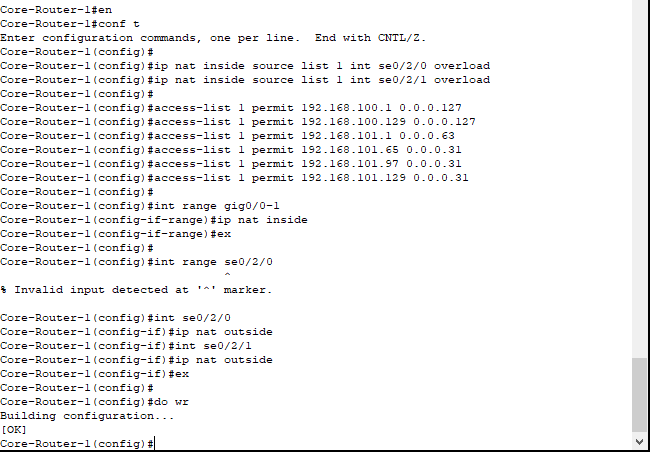 Core-Router-1#en
Core-Router-1#conf t
Enter configuration commands, one per line.  End with CNTL/Z.
Core-Router-1(config)#
Core-Router-1(config)#ip nat inside source list 1 int se0/2/0 overload
Core-Router-1(config)#ip nat inside source list 1 int se0/2/1 overload
Core-Router-1(config)#
Core-Router-1(config)#access-list 1 permit 192.168.100.1 0.0.0.127
Core-Router-1(config)#access-list 1 permit 192.168.100.129 0.0.0.127
Core-Router-1(config)#access-list 1 permit 192.168.101.1 0.0.0.63
Core-Router-1(config)#access-list 1 permit 192.168.101.65 0.0.0.31
Core-Router-1(config)#access-list 1 permit 192.168.101.97 0.0.0.31
Core-Router-1(config)#access-list 1 permit 192.168.101.129 0.0.0.31
Core-Router-1(config)#
Core-Router-1(config)#int range gig0/0-1
Core-Router-1(config-if-range)#ip nat inside
Core-Router-1(config-if-range)#ex
Core-Router-1(config)#
Core-Router-1(config)#int range se0/2/0
^
% Invalid input detected at '^' marker.
Core-Router-1(config)#int se0/2/0
Core-Router-1(config-if)#ip nat outside
Core-Router-1(config-if)#int se0/2/1
Core-Router-1(config-if)#ip nat outside
Core-Router-1(config-if)#ex
Core-Router-1(config)#
Core-Router-1(config)#do wr
Building configuration...
[OK]
Core-Router-1(config)#